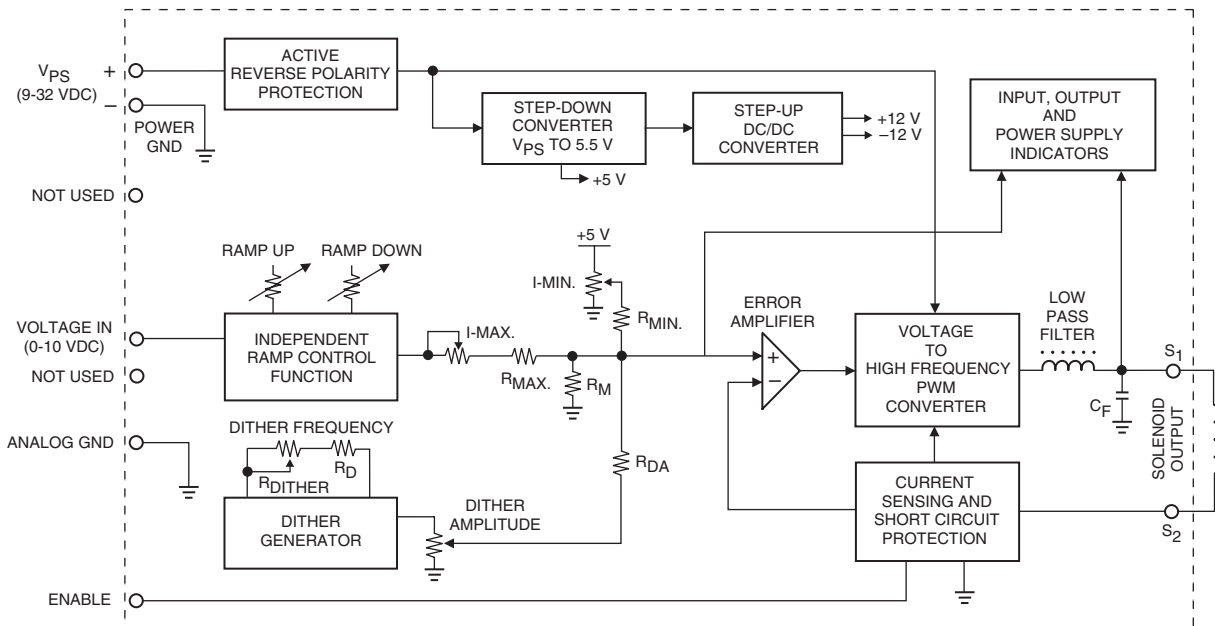 V_PS
(9-32 VDC)
+
−
POWER
GND
ACTIVE
REVERSE POLARITY
PROTECTION
STEP-DOWN
CONVERTER
V_PS TO 5.5 V
+5 V
STEP-UP
DC/DC
CONVERTER
+12 V
−12 V
INPUT, OUTPUT
AND
POWER SUPPLY
INDICATORS
NOT USED
RAMP UP
RAMP DOWN
+5 V
I-MIN.
R_MIN.
VOLTAGE IN
(0-10 VDC)
INDEPENDENT
RAMP CONTROL
FUNCTION
I-MAX.
R_MAX.
R_M
ERROR
AMPLIFIER
+
−
VOLTAGE
TO
HIGH FREQUENCY
PWM
CONVERTER
LOW
PASS
FILTER
C_F
S_1
SOLENOID
OUTPUT
S_2
NOT USED
ANALOG GND
DITHER FREQUENCY
R_D
R_DITHER
DITHER
GENERATOR
DITHER
AMPLITUDE
R_DA
CURRENT
SENSING AND
SHORT CIRCUIT
PROTECTION
ENABLE